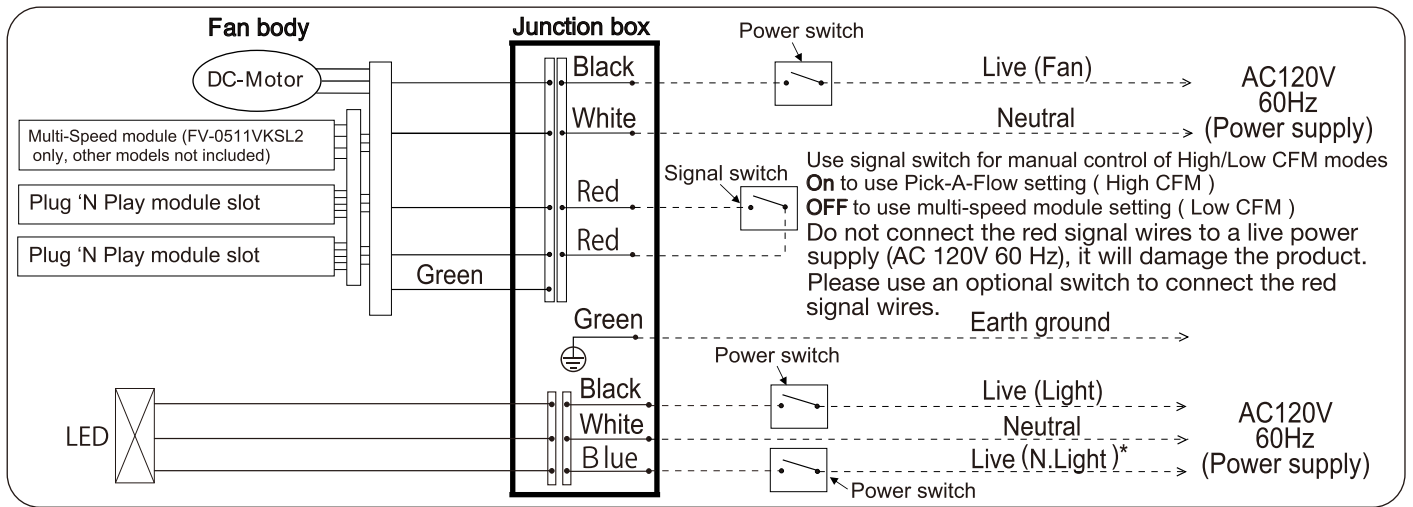 Fan body
Junction box
Power switch
DC-Motor
Black
Live (Fan)
AC120V
60Hz
(Power supply)
White
Neutral
Multi-Speed module (FV-0511VKSL2
only, other models not included)
Signal switch
Use signal switch for manual control of High/Low CFM modes
On to use Pick-A-Flow setting ( High CFM )
OFF to use multi-speed module setting ( Low CFM )
Do not connect the red signal wires to a live power
supply (AC 120V 60 Hz), it will damage the product.
Please use an optional switch to connect the red
signal wires.
Plug ‘N Play module slot
Red
Plug ‘N Play module slot
Red
Green
Green
Earth ground
Power switch
Black
Live (Light)
AC120V
60Hz
(Power supply)
LED
White
Neutral
Blue
Live (N.Light)*
Power switch